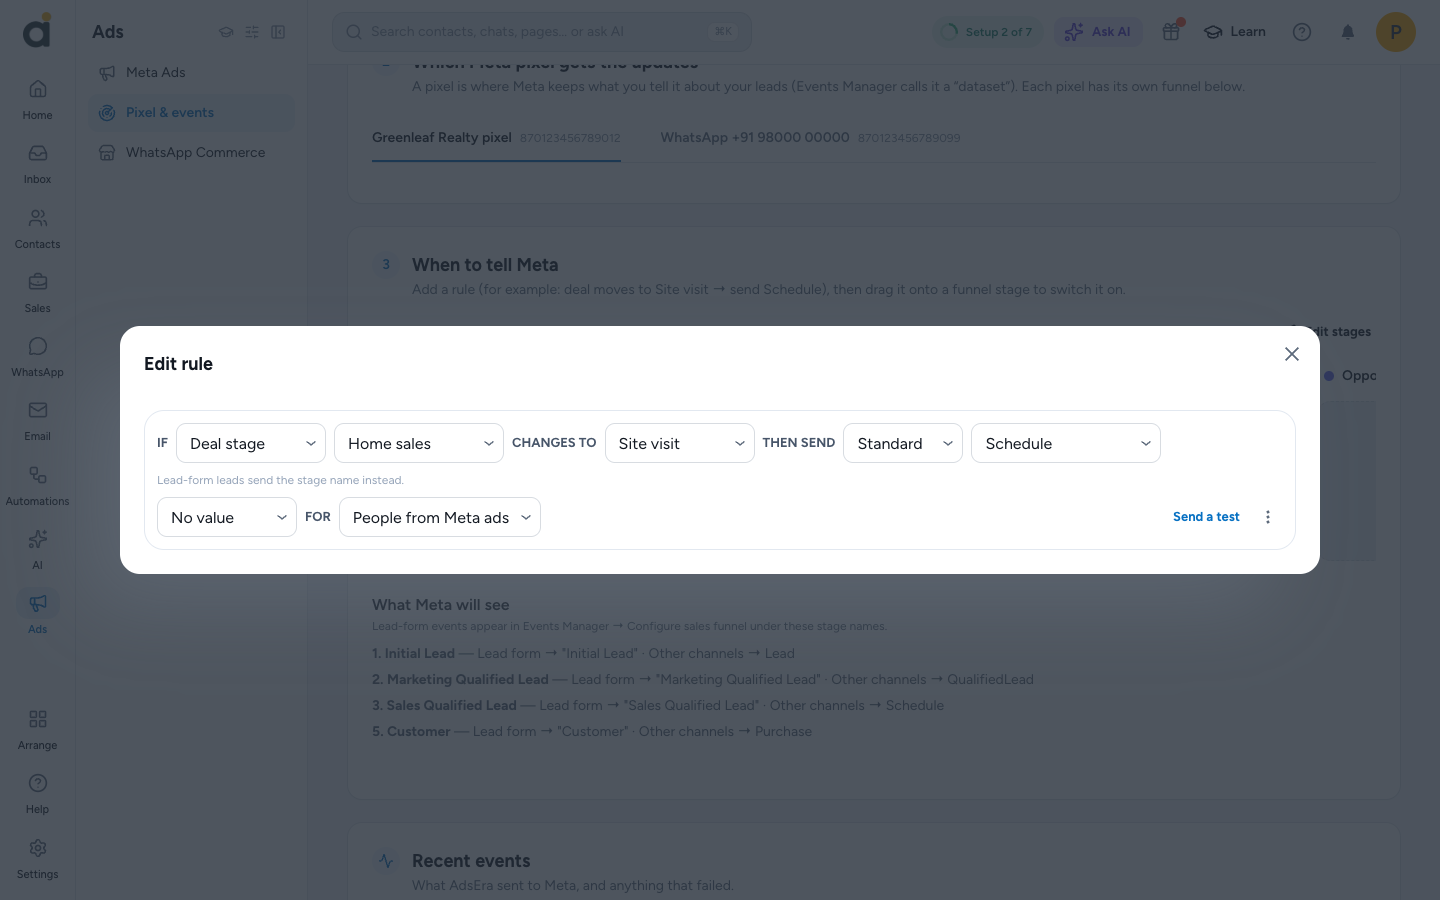 Ads
Search contacts, chats, pages... or ask AI
⌘K
Setup 2 of 7
Ask AI
Learn
P
Home
Inbox
Contacts
Sales
WhatsApp
Email
Automations
AI
Ads
Arrange
Help
Settings
Meta Ads
Pixel & events
WhatsApp Commerce
Which Meta pixel gets the updates
A pixel is where Meta keeps what you tell it about your leads (Events Manager calls it a "dataset"). Each pixel has its own funnel below.
Greenleaf Realty pixel 870123456789012
WhatsApp +91 98000 00000 870123456789099
3 When to tell Meta
Add a rule (for example: deal moves to Site visit → send Schedule), then drag it onto a funnel stage to switch it on.
dit stages
Oppo
Edit rule
IF Deal stage Home sales CHANGES TO Site visit THEN SEND Standard Schedule
Lead-form leads send the stage name instead.
No value FOR People from Meta ads Send a test
What Meta will see
Lead-form events appear in Events Manager → Configure sales funnel under these stage names.
1. Initial Lead — Lead form → "Initial Lead" · Other channels → Lead
2. Marketing Qualified Lead — Lead form → "Marketing Qualified Lead" · Other channels → QualifiedLead
3. Sales Qualified Lead — Lead form → "Sales Qualified Lead" · Other channels → Schedule
5. Customer — Lead form → "Customer" · Other channels → Purchase
Recent events
What AdsEra sent to Meta, and anything that failed.